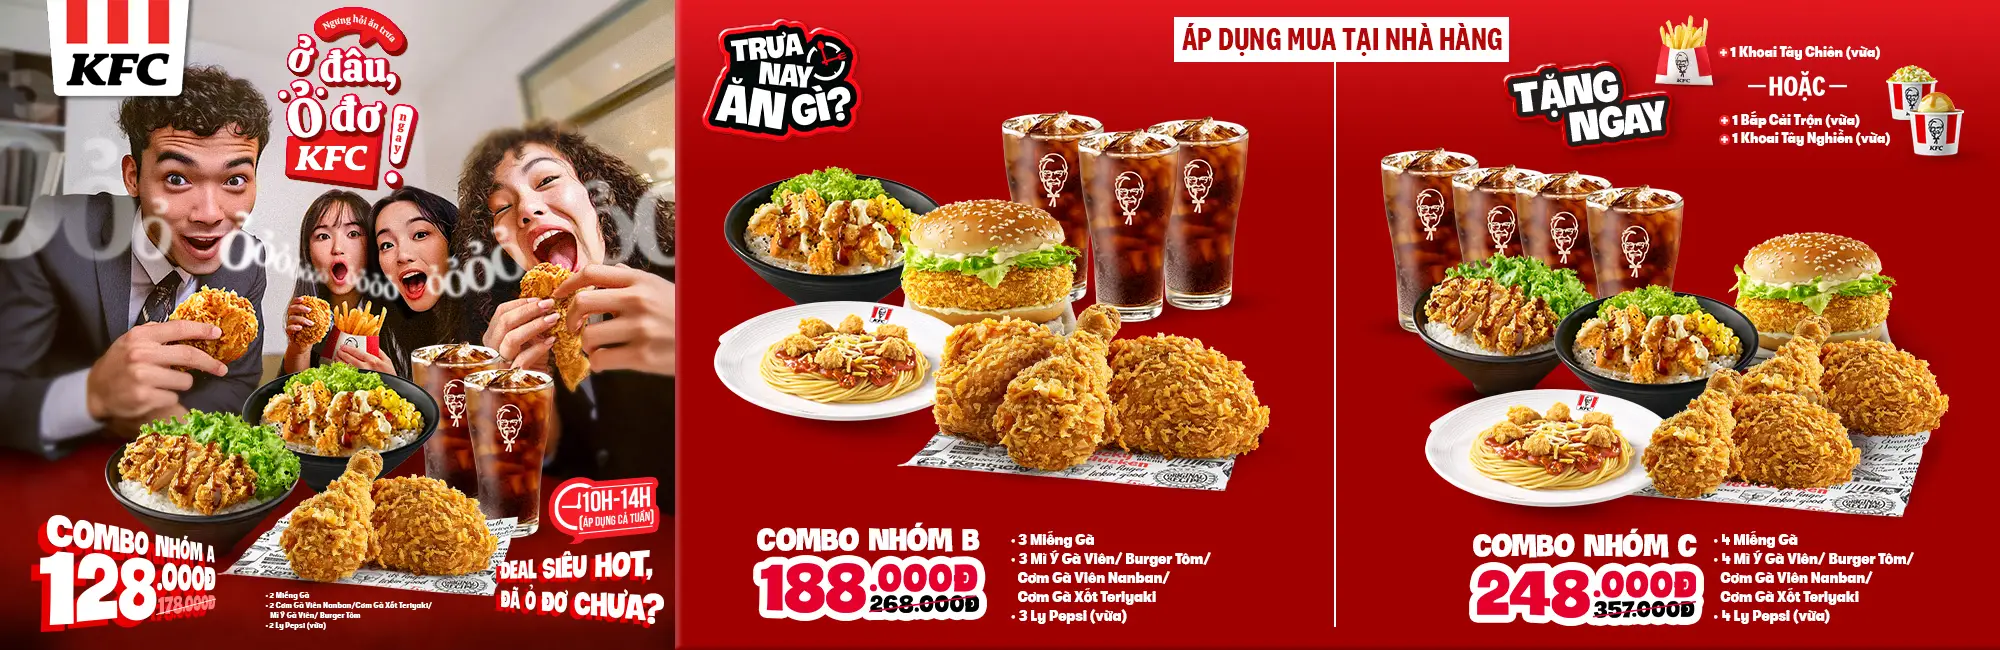 KFC
Ngưng hỏi ăn trưa
ở đâu,
Ỏ đơ
KFC
ngay!
COMBO NHÓM A
128.000Đ
178.000Đ
• 2 Miếng Gà
• 2 Cơm Gà Viên Nanban/Cơm Gà Xốt Teriyaki/
Mì Ý Gà Viên/ Burger Tôm
• 2 Ly Pepsi (vừa)
10H-14H
(ÁP DỤNG CẢ TUẦN)
DEAL SIÊU HOT,
ĐÃ Ỏ ĐƠ CHƯA?
TRƯA
NAY
ĂN GÌ?
ÁP DỤNG MUA TẠI NHÀ HÀNG
COMBO NHÓM B
188.000Đ
268.000Đ
• 3 Miếng Gà
• 3 Mì Ý Gà Viên/ Burger Tôm/
Cơm Gà Viên Nanban/
Cơm Gà Xốt Teriyaki
• 3 Ly Pepsi (vừa)
TẶNG
NGAY
+ 1 Khoai Tây Chiên (vừa)
—HOẶC—
+ 1 Bắp Cải Trộn (vừa)
+ 1 Khoai Tây Nghiền (vừa)
COMBO NHÓM C
248.000Đ
357.000Đ
• 4 Miếng Gà
• 4 Mì Ý Gà Viên/ Burger Tôm/
Cơm Gà Viên Nanban/
Cơm Gà Xốt Teriyaki
• 4 Ly Pepsi (vừa)